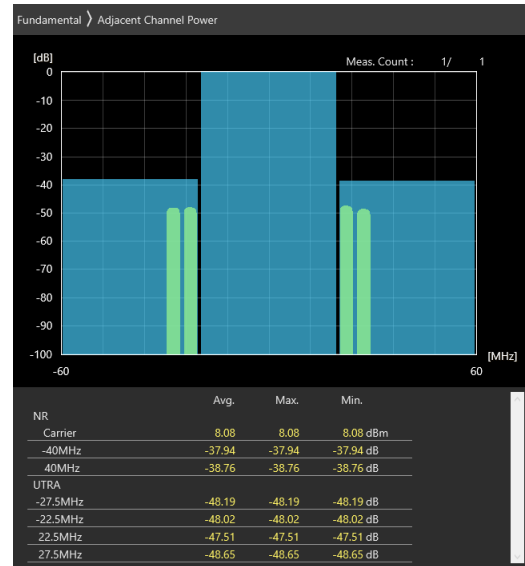 Fundamental 〉 Adjacent Channel Power
[dB]
Meas. Count : 1/ 1
0
-10
-20
-30
-40
-50
-60
-70
-80
-90
-100
[MHz]
-60 60
Avg. Max. Min.
NR
Carrier 8.08 8.08 8.08 dBm
-40MHz -37.94 -37.94 -37.94 dB
40MHz -38.76 -38.76 -38.76 dB
UTRA
-27.5MHz -48.19 -48.19 -48.19 dB
-22.5MHz -48.02 -48.02 -48.02 dB
22.5MHz -47.51 -47.51 -47.51 dB
27.5MHz -48.65 -48.65 -48.65 dB